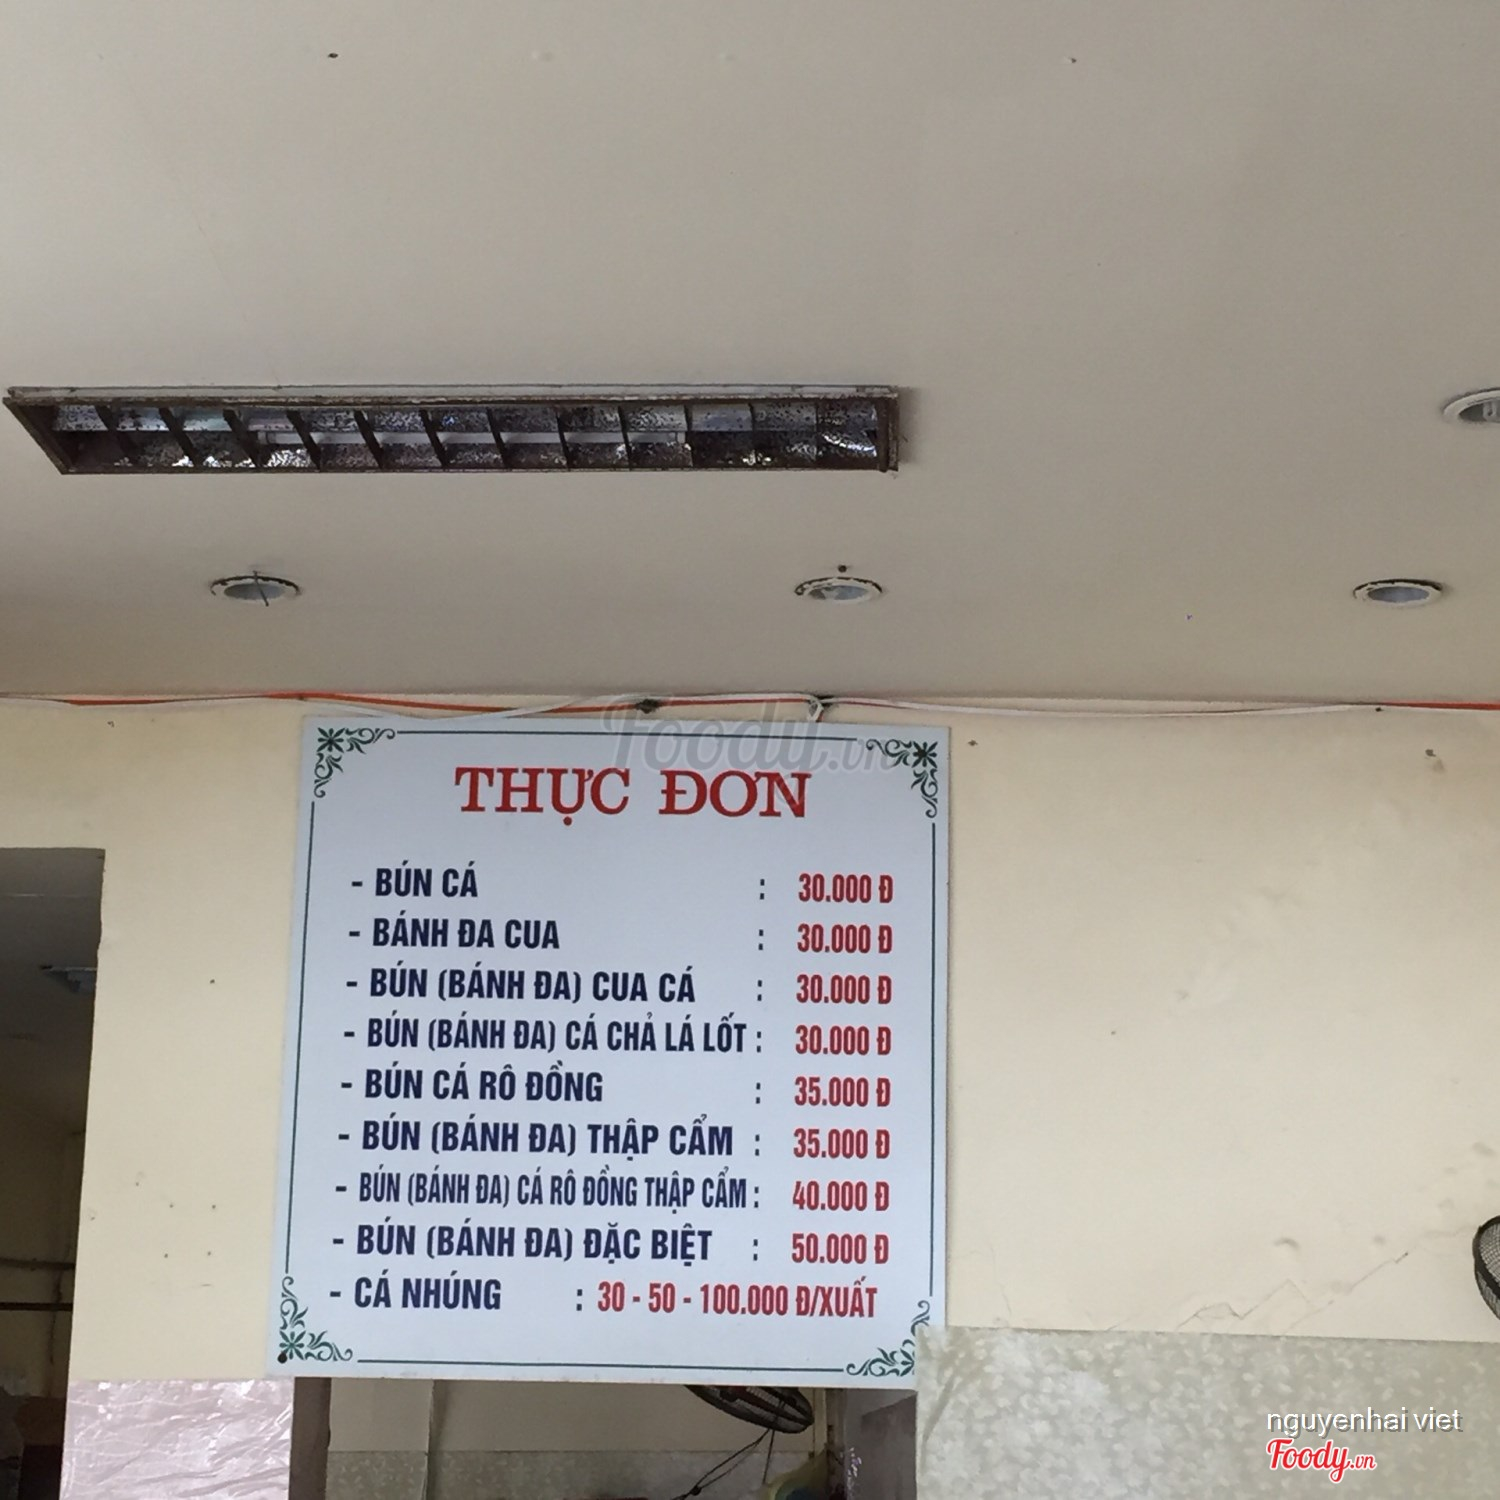 Foody.vn
THỰC ĐƠN
- BÚN CÁ : 30.000 Đ
- BÁNH ĐA CUA : 30.000 Đ
- BÚN (BÁNH ĐA) CUA CÁ : 30.000 Đ
- BÚN (BÁNH ĐA) CÁ CHẢ LÁ LỐT : 30.000 Đ
- BÚN CÁ RÔ ĐỒNG : 35.000 Đ
- BÚN (BÁNH ĐA) THẬP CẨM : 35.000 Đ
- BÚN (BÁNH ĐA) CÁ RÔ ĐỒNG THẬP CẨM : 40.000 Đ
- BÚN (BÁNH ĐA) ĐẶC BIỆT : 50.000 Đ
- CÁ NHÚNG : 30 - 50 - 100.000 Đ/XUẤT
nguyenhai viet
Foody.vn